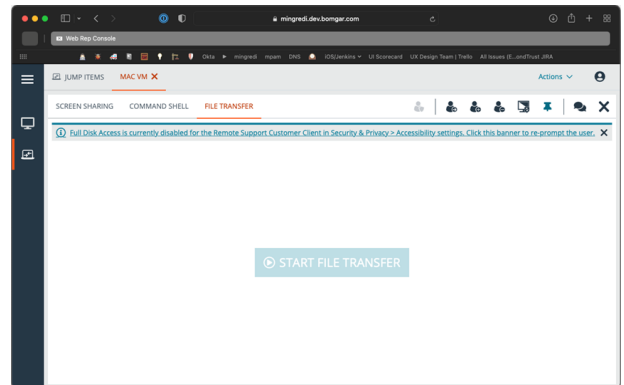 mingredi.dev.bomgar.com
Web Rep Console
Okta mingredi mpam DNS iOS/Jenkins UI Scorecard UX Design Team | Trello All Issues (E...ondTrust JIRA
JUMP ITEMS MAC VM Actions
SCREEN SHARING COMMAND SHELL FILE TRANSFER
Full Disk Access is currently disabled for the Remote Support Customer Client in Security & Privacy > Accessibility settings. Click this banner to re-prompt the user.
START FILE TRANSFER